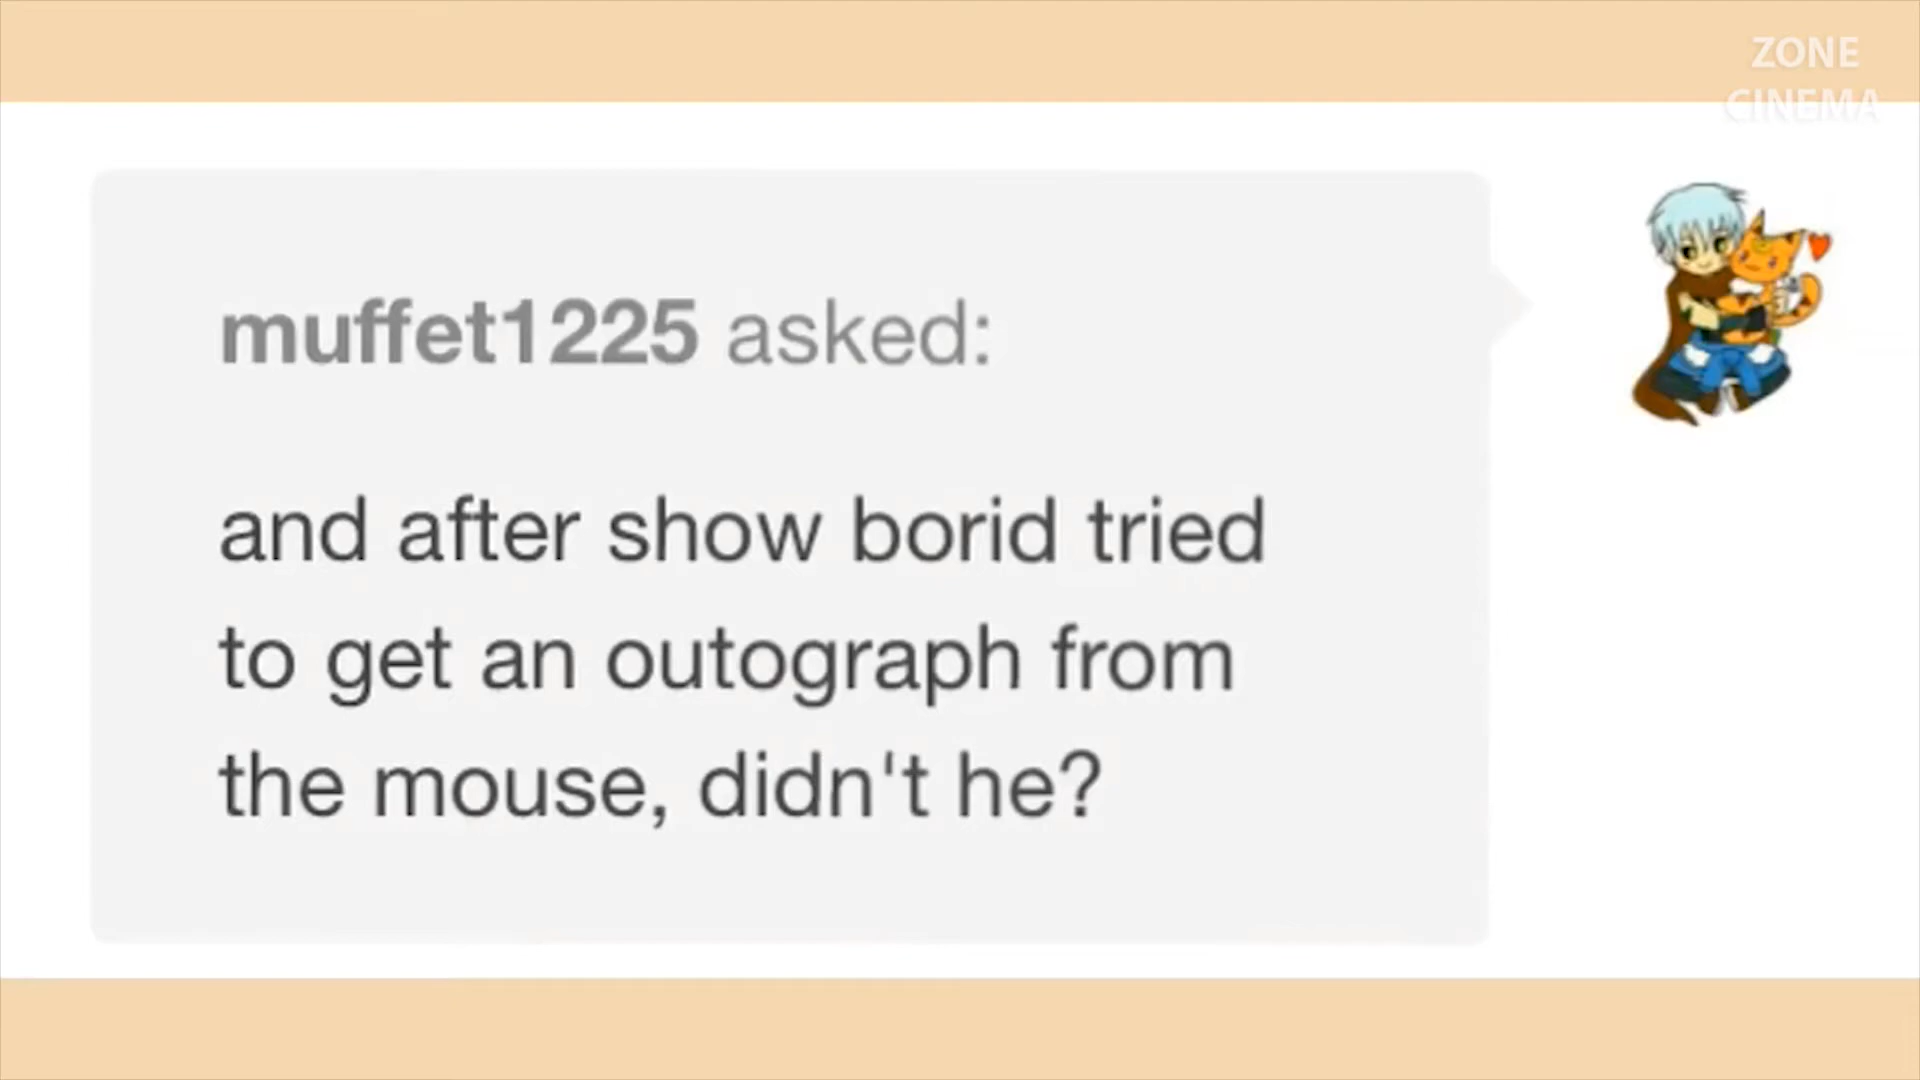 ZONE
CINEMA
muffet1225 asked:
and after show borid tried
to get an outograph from
the mouse, didn't he?